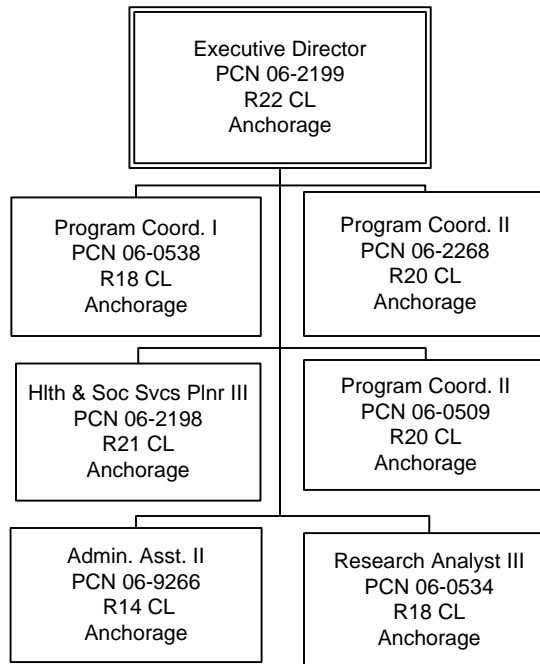 Executive Director
PCN 06-2199
R22 CL
Anchorage
Program Coord. I
PCN 06-0538
R18 CL
Anchorage
Program Coord. II
PCN 06-2268
R20 CL
Anchorage
Hlth & Soc Svcs Plnr III
PCN 06-2198
R21 CL
Anchorage
Program Coord. II
PCN 06-0509
R20 CL
Anchorage
Admin. Asst. II
PCN 06-9266
R14 CL
Anchorage
Research Analyst III
PCN 06-0534
R18 CL
Anchorage